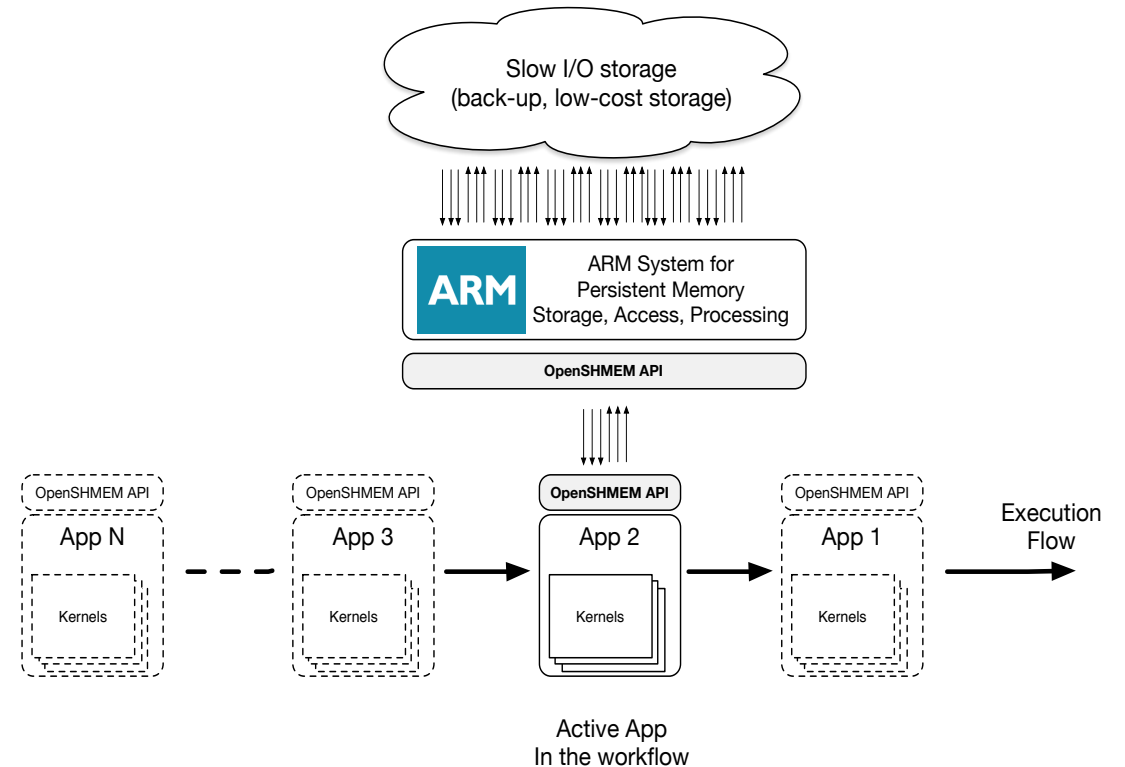 Slow I/O storage
(back-up, low-cost storage)
ARM
ARM System for
Persistent Memory
Storage, Access, Processing
OpenSHMEM API
OpenSHMEM API
OpenSHMEM API
OpenSHMEM API
OpenSHMEM API
App N
App 3
App 2
App 1
Execution
Flow
Kernels
Kernels
Kernels
Kernels
Active App
In the workflow